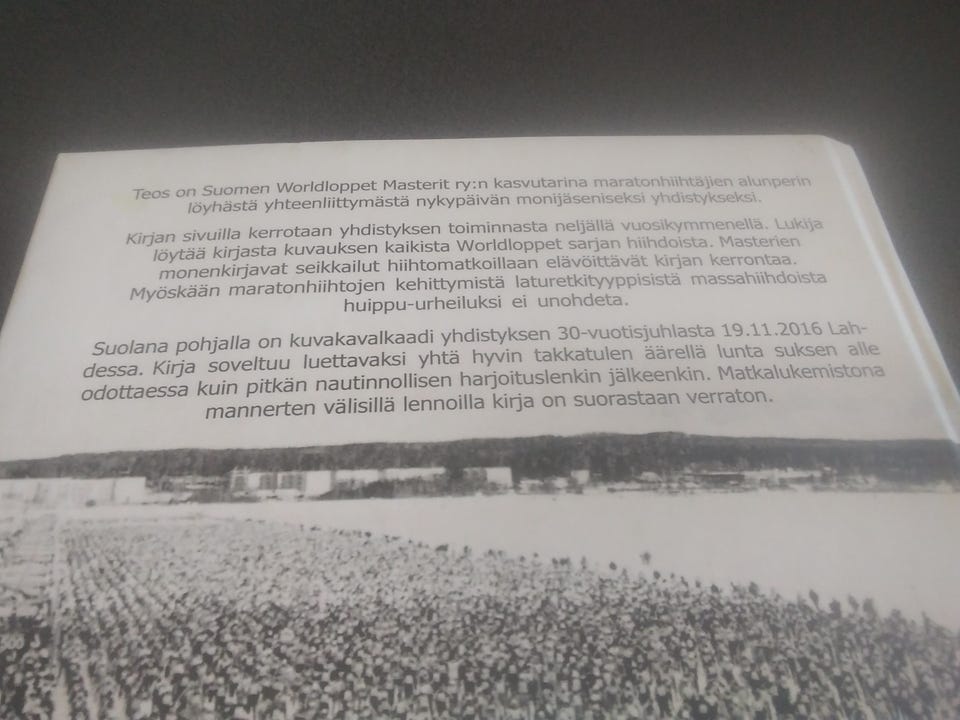 Teos on Suomen Worldloppet Masterit ry:n kasvutarina maratonhiihtäjien alunperin
löyhästä yhteenliittymästä nykypäivän monijäseniseksi yhdistykseksi.
Kirjan sivuilla kerrotaan yhdistyksen toiminnasta neljällä vuosikymmenellä. Lukija
löytää kirjasta kuvauksen kaikista Worldloppet sarjan hiihdoista. Masterien
monenkirjavat seikkailut hiihtomatkoillaan elävöittävät kirjan kerrontaa.
Myöskään maratonhiihtojen kehittymistä laturetkityyppisistä massahiihdoista
huippu-urheiluksi ei unohdeta.
Suolana pohjalla on kuvakavalkaadi yhdistyksen 30-vuotisjuhlasta 19.11.2016 Lah-
dessa. Kirja soveltuu luettavaksi yhtä hyvin takkatulen äärellä lunta suksen alle
odottaessa kuin pitkän nautinnollisen harjoituslenkin jälkeenkin. Matkalukemistona
mannerten välisillä lennoilla kirja on suorastaan verraton.